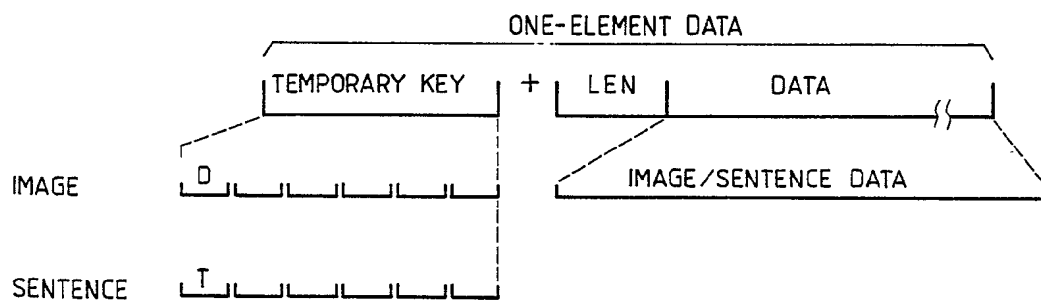 ONE-ELEMENT DATA
TEMPORARY KEY + LEN DATA
D
IMAGE IMAGE/SENTENCE DATA
T
SENTENCE